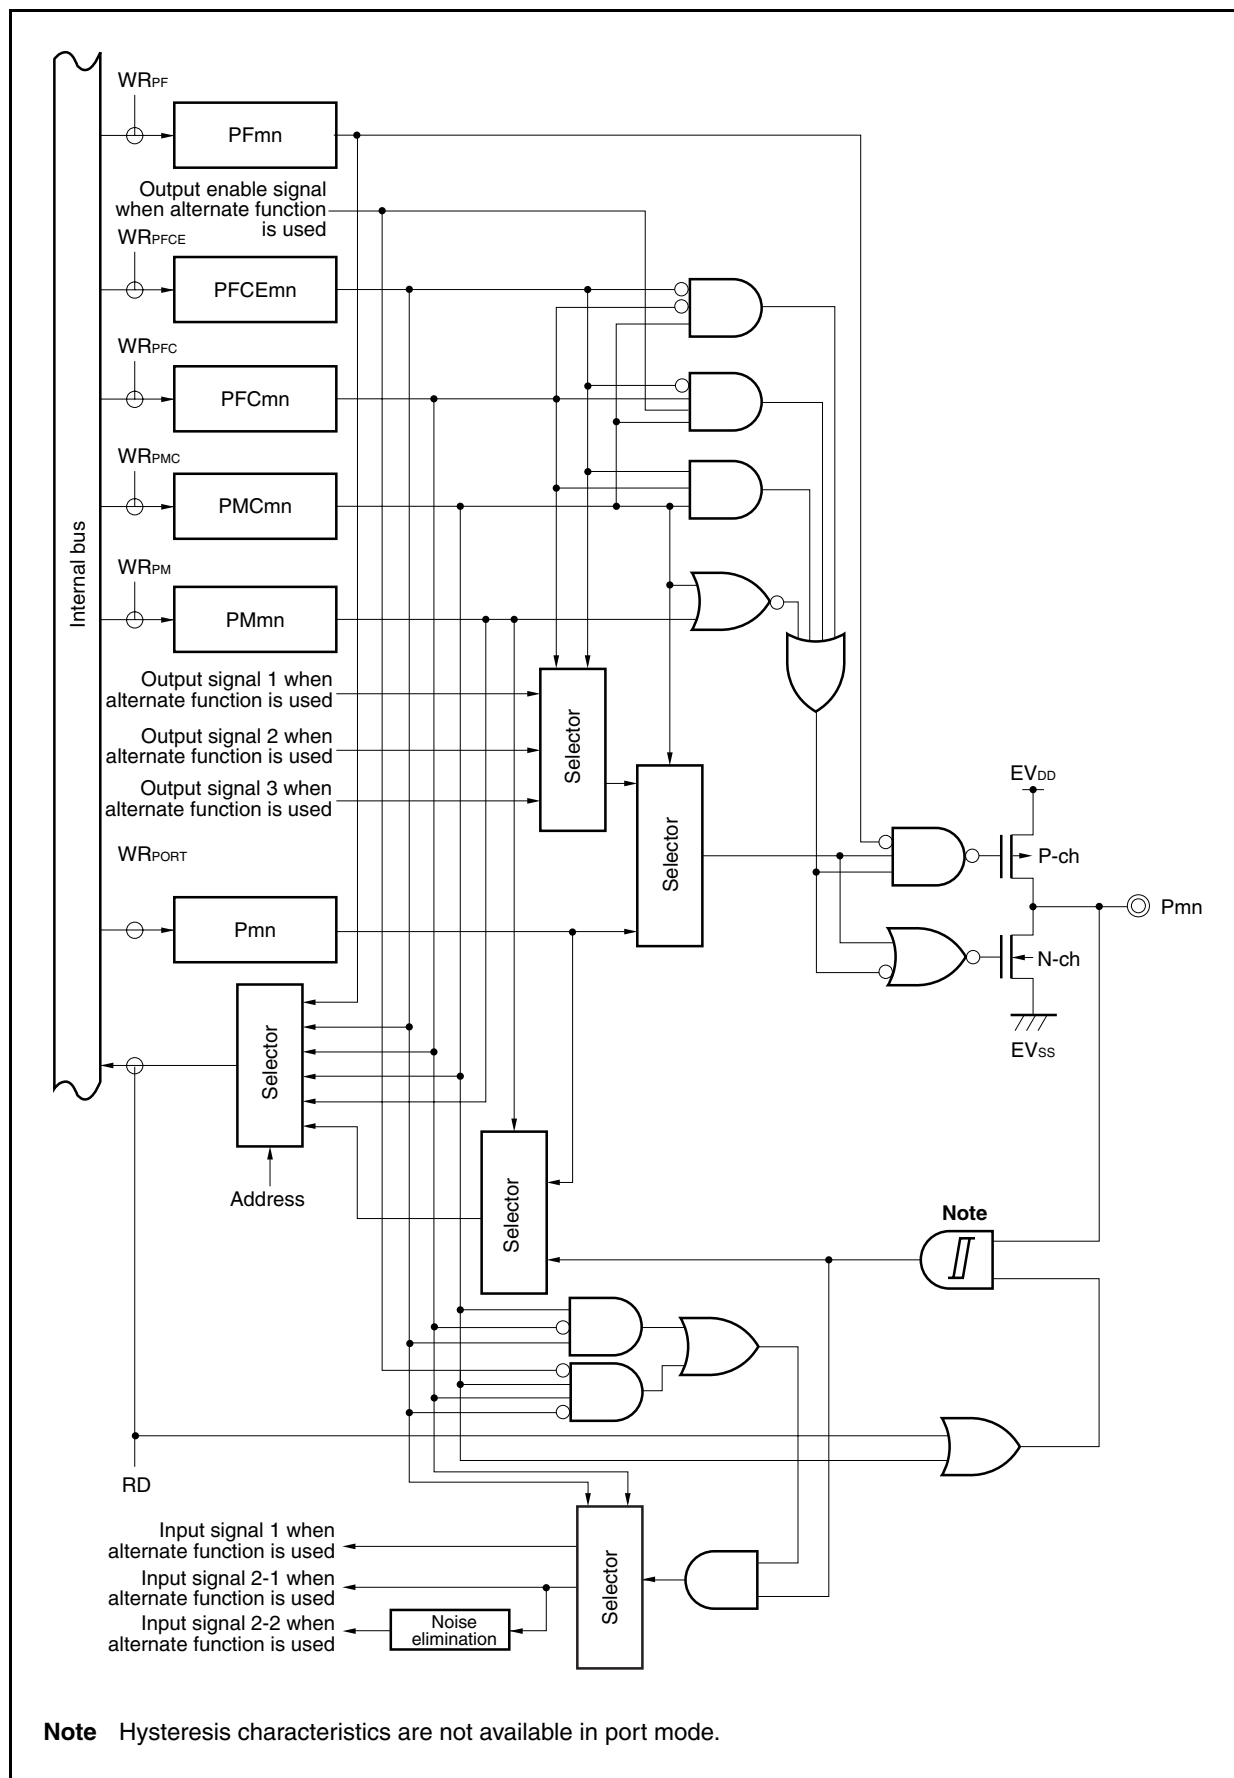 WRPF
PFmn
Output enable signal
when alternate function
is used
WRPFCE
PFCEmn
WRPFC
PFCmn
WRPMC
PMCmn
Internal bus
WRPM
PMmn
Output signal 1 when
alternate function is used
Output signal 2 when
alternate function is used
Output signal 3 when
alternate function is used
Selector
Selector
EVDD
P-ch
WRPORT
Pmn
Pmn
N-ch
EVSS
Selector
Address
Selector
Note
RD
Input signal 1 when
alternate function is used
Input signal 2-1 when
alternate function is used
Input signal 2-2 when
alternate function is used
Noise
elimination
Selector
Note Hysteresis characteristics are not available in port mode.